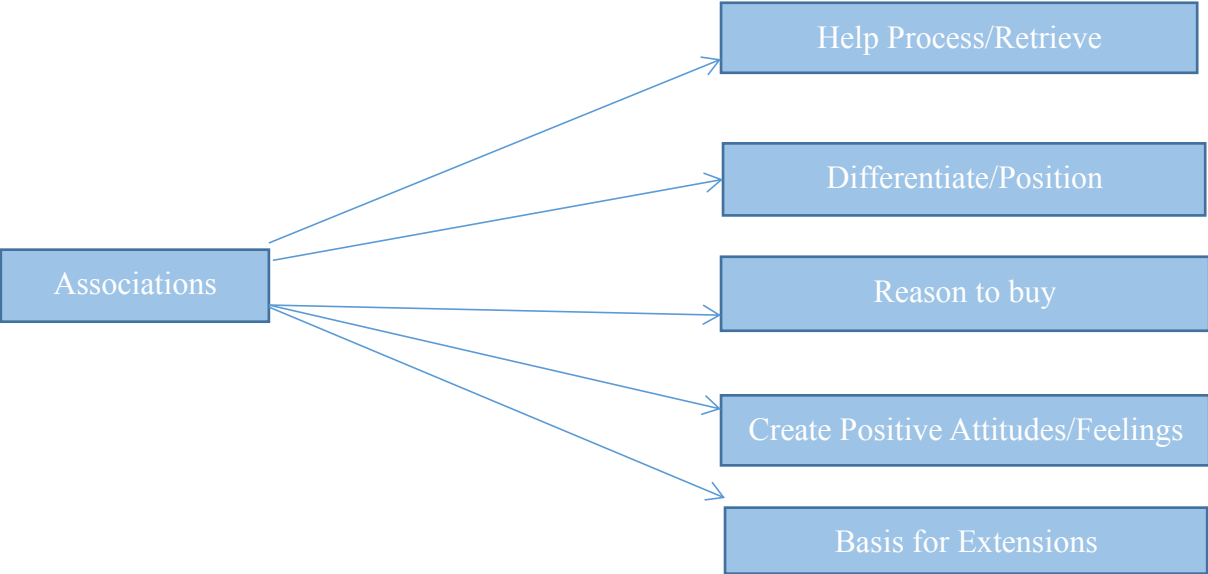 Help Process/Retrieve
Differentiate/Position
Associations
Reason to buy
Create Positive Attitudes/Feelings
Basis for Extensions